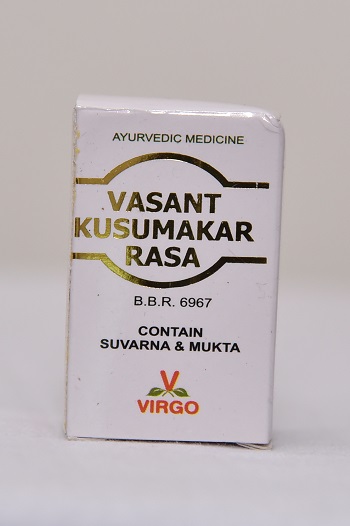 AYURVEDIC MEDICINE
VASANT
KUSUMAKAR
RASA
B.B.R. 6967
CONTAIN
SUVARNA & MUKTA
V
VIRGO